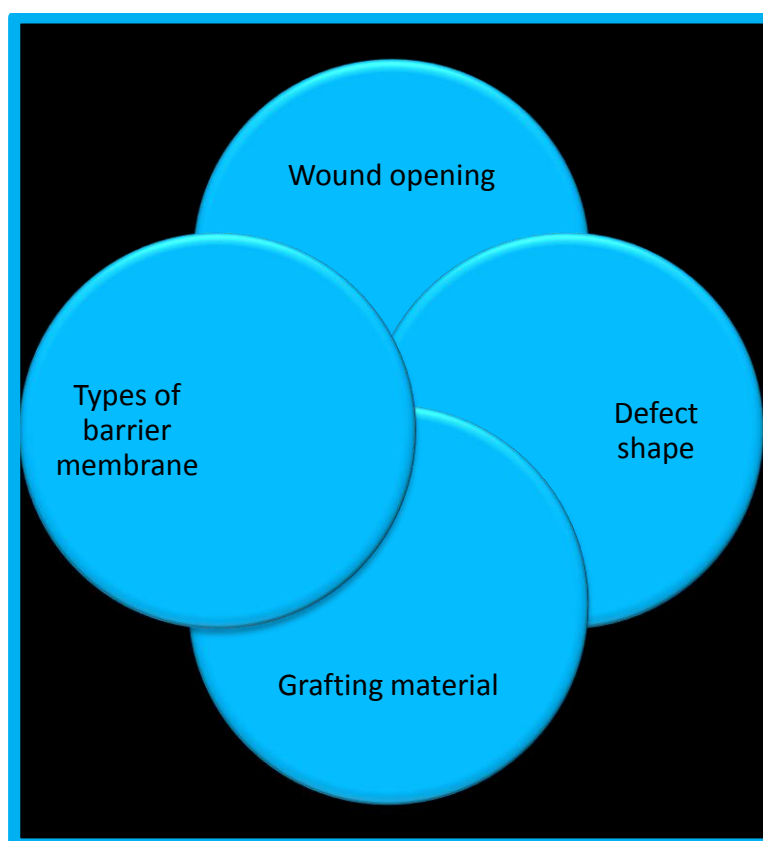 Wound opening
Types of
barrier
membrane
Defect
shape
Grafting material